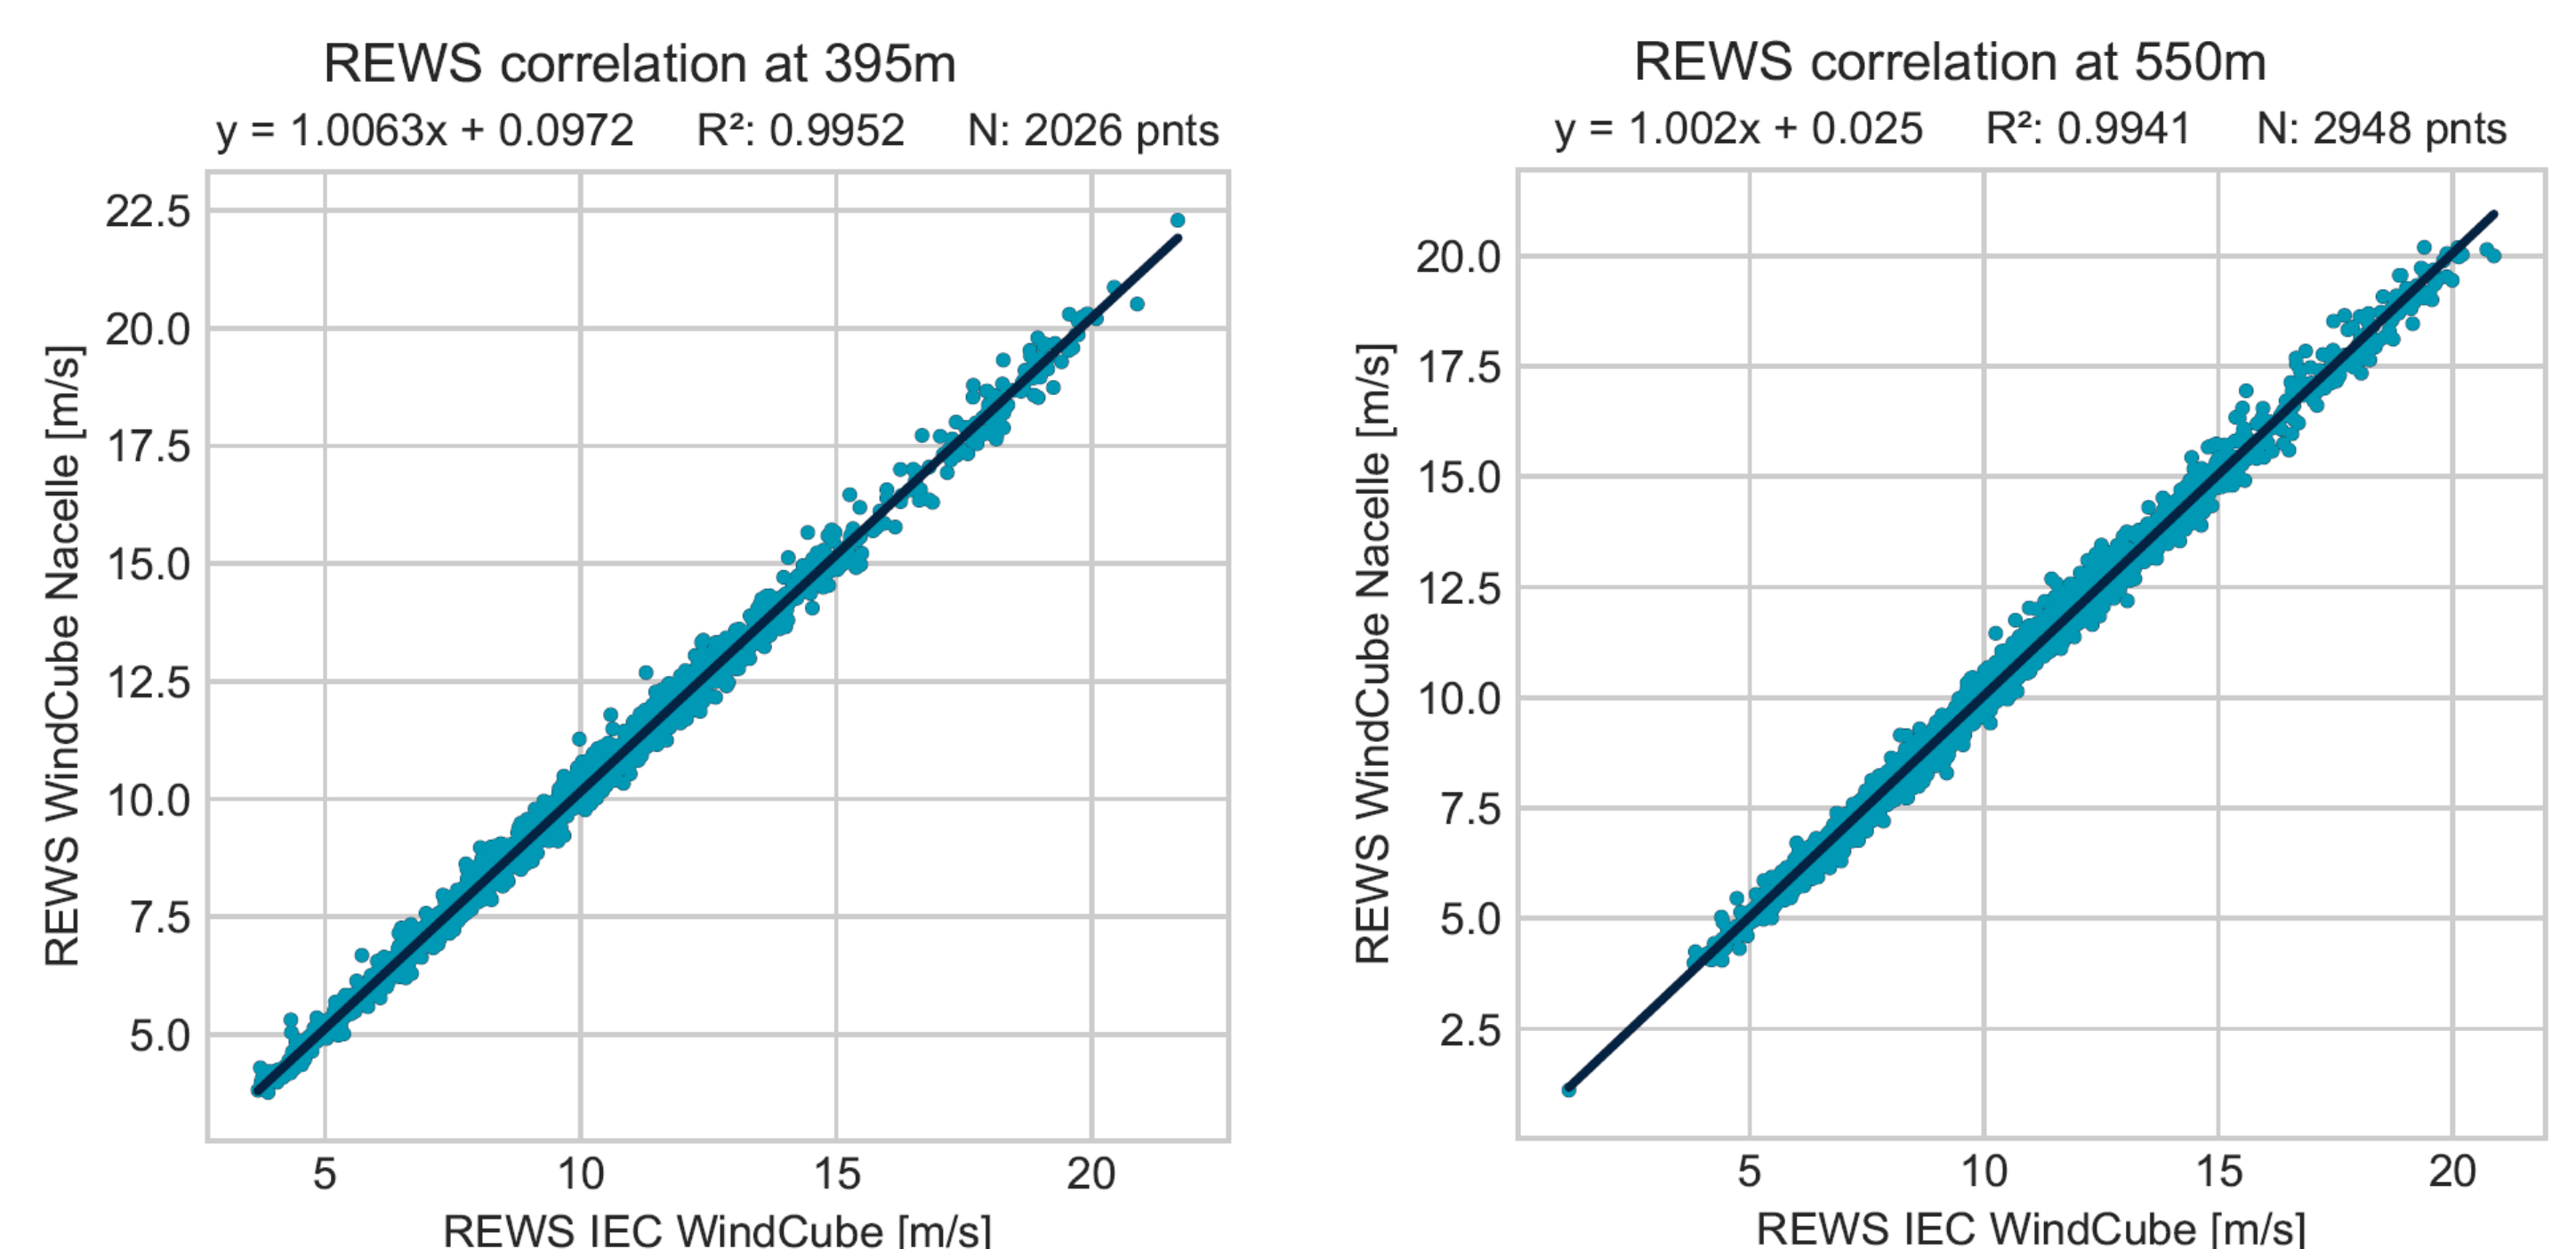 REWS correlation at 395m
y = 1.0063x + 0.0972 R²: 0.9952 N: 2026 pnts
22.5
20.0
17.5
15.0
12.5
10.0
7.5
5.0
REWS WindCube Nacelle [m/s]
5 10 15 20
REWS IEC WindCube [m/s]
REWS correlation at 550m
y = 1.002x + 0.025 R²: 0.9941 N: 2948 pnts
20.0
17.5
15.0
12.5
10.0
7.5
5.0
2.5
REWS WindCube Nacelle [m/s]
5 10 15 20
REWS IEC WindCube [m/s]